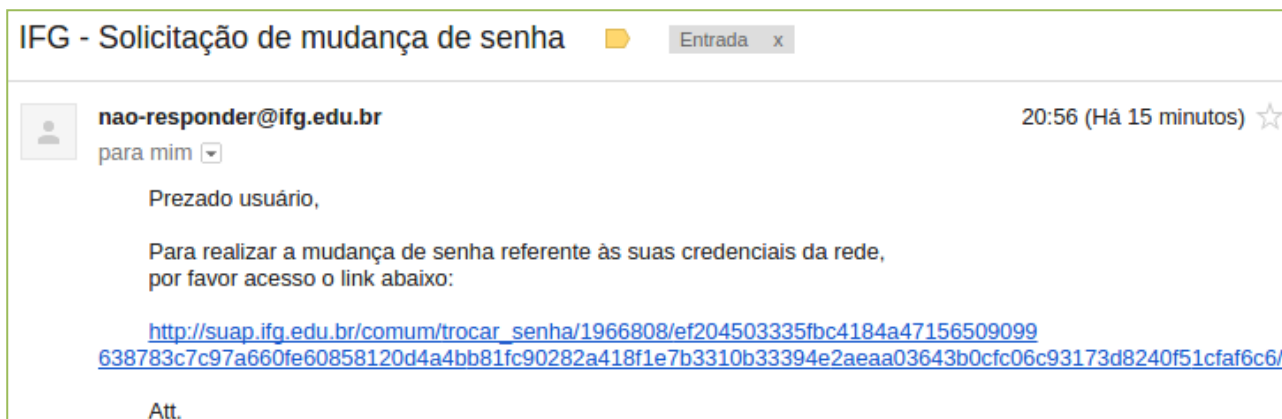 IFG - Solicitação de mudança de senha Entrada x
nao-responder@ifg.edu.br 20:56 (Há 15 minutos)
para mim
Prezado usuário,
Para realizar a mudança de senha referente às suas credenciais da rede,
por favor acesso o link abaixo:
http://suap.ifg.edu.br/comum/trocar_senha/1966808/ef204503335fbc4184a47156509099
638783c7c97a660fe60858120d4a4bb81fc90282a418f1e7b3310b33394e2aeaa03643b0cfc06c93173d8240f51cfaf6c6/
Att.